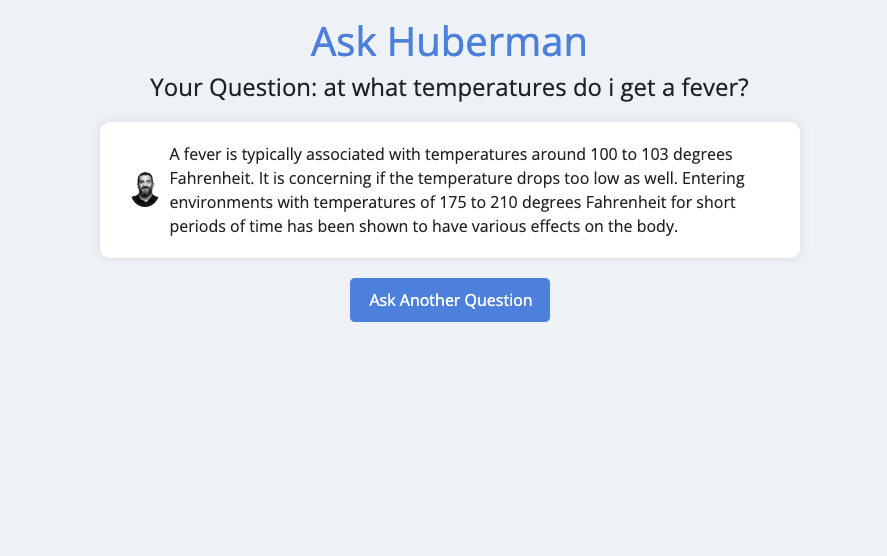 Ask Huberman
Your Question: at what temperatures do i get a fever?
A fever is typically associated with temperatures around 100 to 103 degrees
Fahrenheit. It is concerning if the temperature drops too low as well. Entering
environments with temperatures of 175 to 210 degrees Fahrenheit for short
periods of time has been shown to have various effects on the body.
Ask Another Question